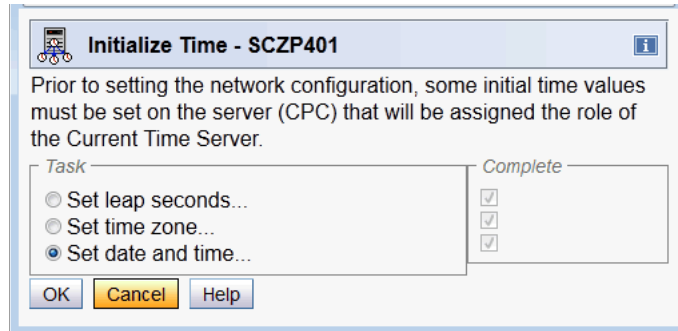 Initialize Time - SCZP401
i
Prior to setting the network configuration, some initial time values
must be set on the server (CPC) that will be assigned the role of
the Current Time Server.
Task
Complete
Set leap seconds...
Set time zone...
Set date and time...
OK Cancel Help